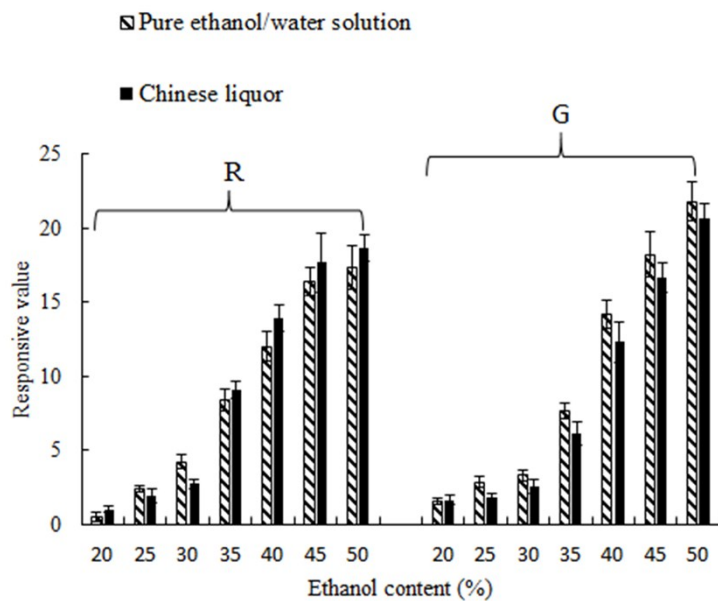 Pure ethanol/water solution
Chinese liquor
G
R
25
20
15
10
5
0
Responsive value
20 25 30 35 40 45 50 20 25 30 35 40 45 50
Ethanol content (%)